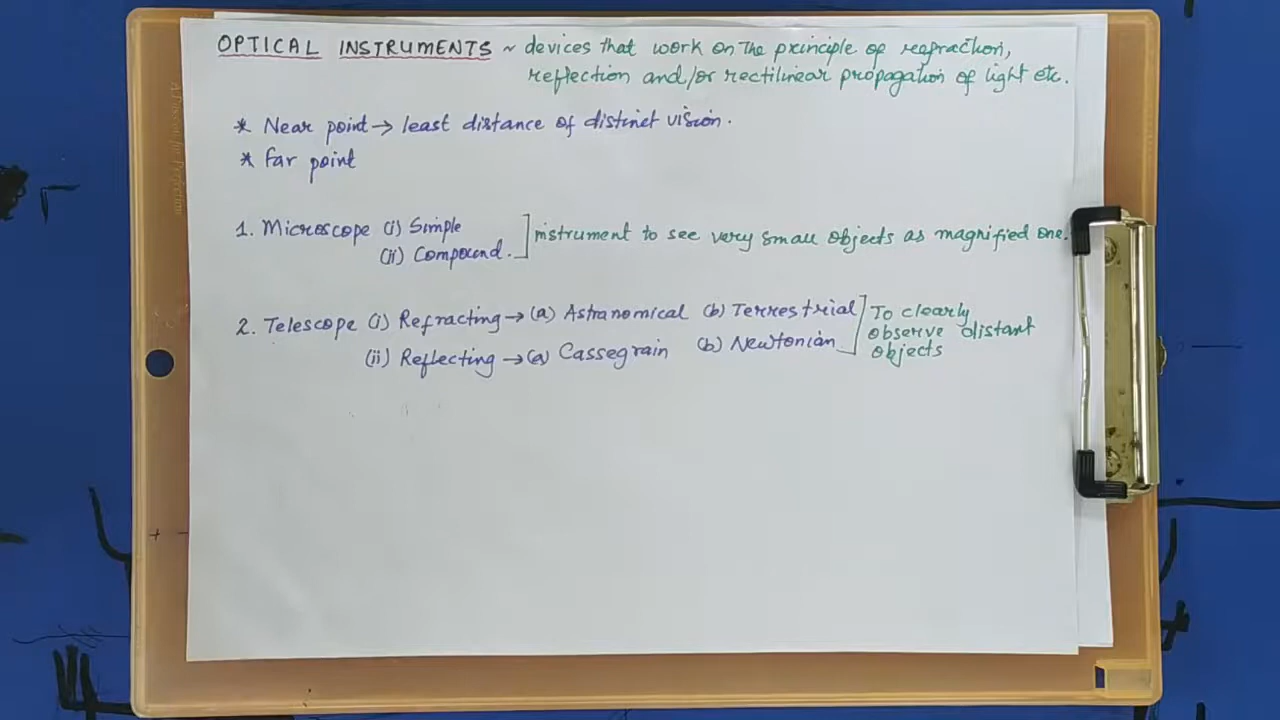 OPTICAL INSTRUMENTS ~ devices that work on the principle of refraction,
reflection and/or rectilinear propagation of light etc.
* Near point → least distance of distinct vision.
* Far point
1. Microscope (i) Simple
(ii) Compound.
instrument to see very small objects as magnified one.
2. Telescope (i) Refracting → (a) Astranomical (b) Terrestrial
(ii) Reflecting → (a) Cassegrain (b) Newtonian
To clearly
observe distant
objects